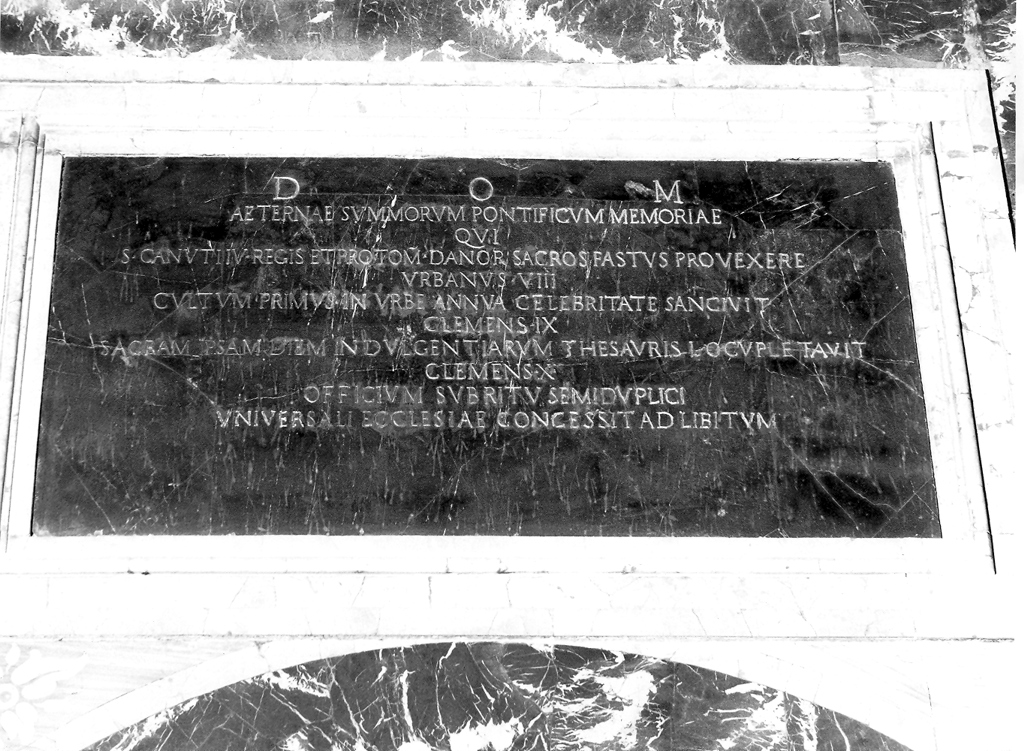 D O M
AETERNAE SVMMORVM PONTIFICVM MEMORIAE
QVI
S·CANVTI IV·REGIS ET PROTOM·DANOR, SACROS FASTVS PROVEXERE
VRBANVS·VIII
CVLTVM PRIMVS IN VRBE ANNVA CELEBRITATE SANCIVIT
CLEMENS·IX
SACRAM IPSAM DIEM INDVLGENTIARVM THESAVRIS LOCVPLETAVIT
CLEMENS·X
OFFICIVM SVB RITV SEMIDVPLICI
VNIVERSALI ECCLESIAE CONCESSIT AD LIBITVM